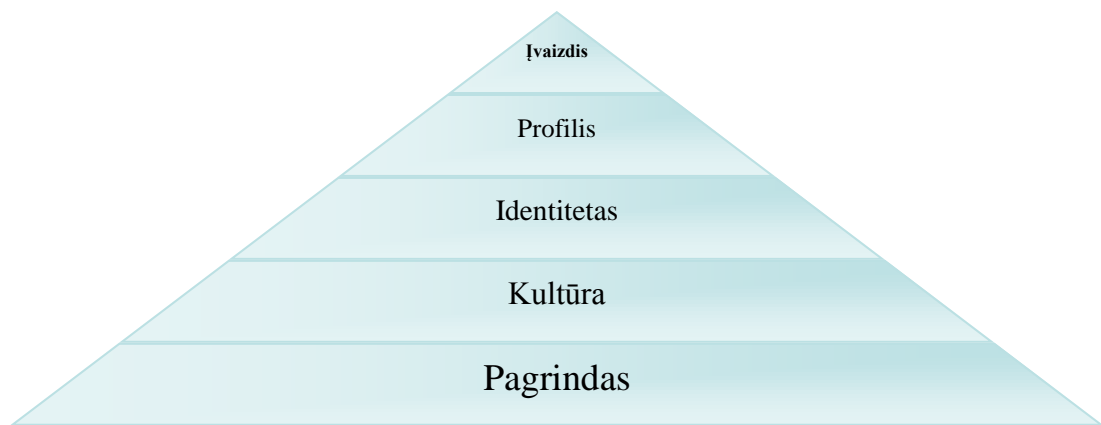 Įvaizdis
Profilis
Identitetas
Kultūra
Pagrindas